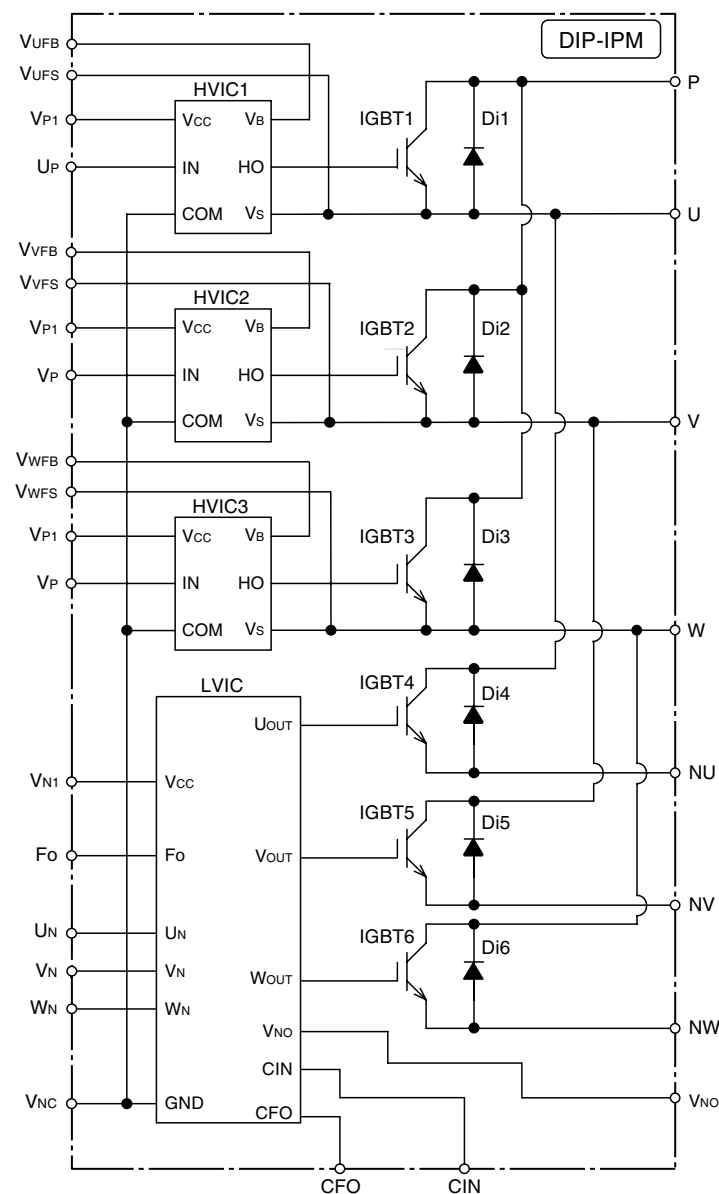 DIP-IPM
VUFB
VUFS
HVIC1
VP1
VCC
VB
IGBT1
Di1
P
UP
IN
HO
COM
VS
U
VVFB
VVFS
HVIC2
VP1
VCC
VB
IGBT2
Di2
VP
IN
HO
COM
VS
V
VWFB
VWFS
HVIC3
VP1
VCC
VB
IGBT3
Di3
VP
IN
HO
COM
VS
W
LVIC
IGBT4
Di4
UOUT
VN1
VCC
NU
IGBT5
Di5
Fo
Fo
VOUT
NV
UN
UN
IGBT6
Di6
VN
VN
WOUT
WN
WN
VNO
NW
CIN
VNC
GND
CFO
VNO
CFO
CIN